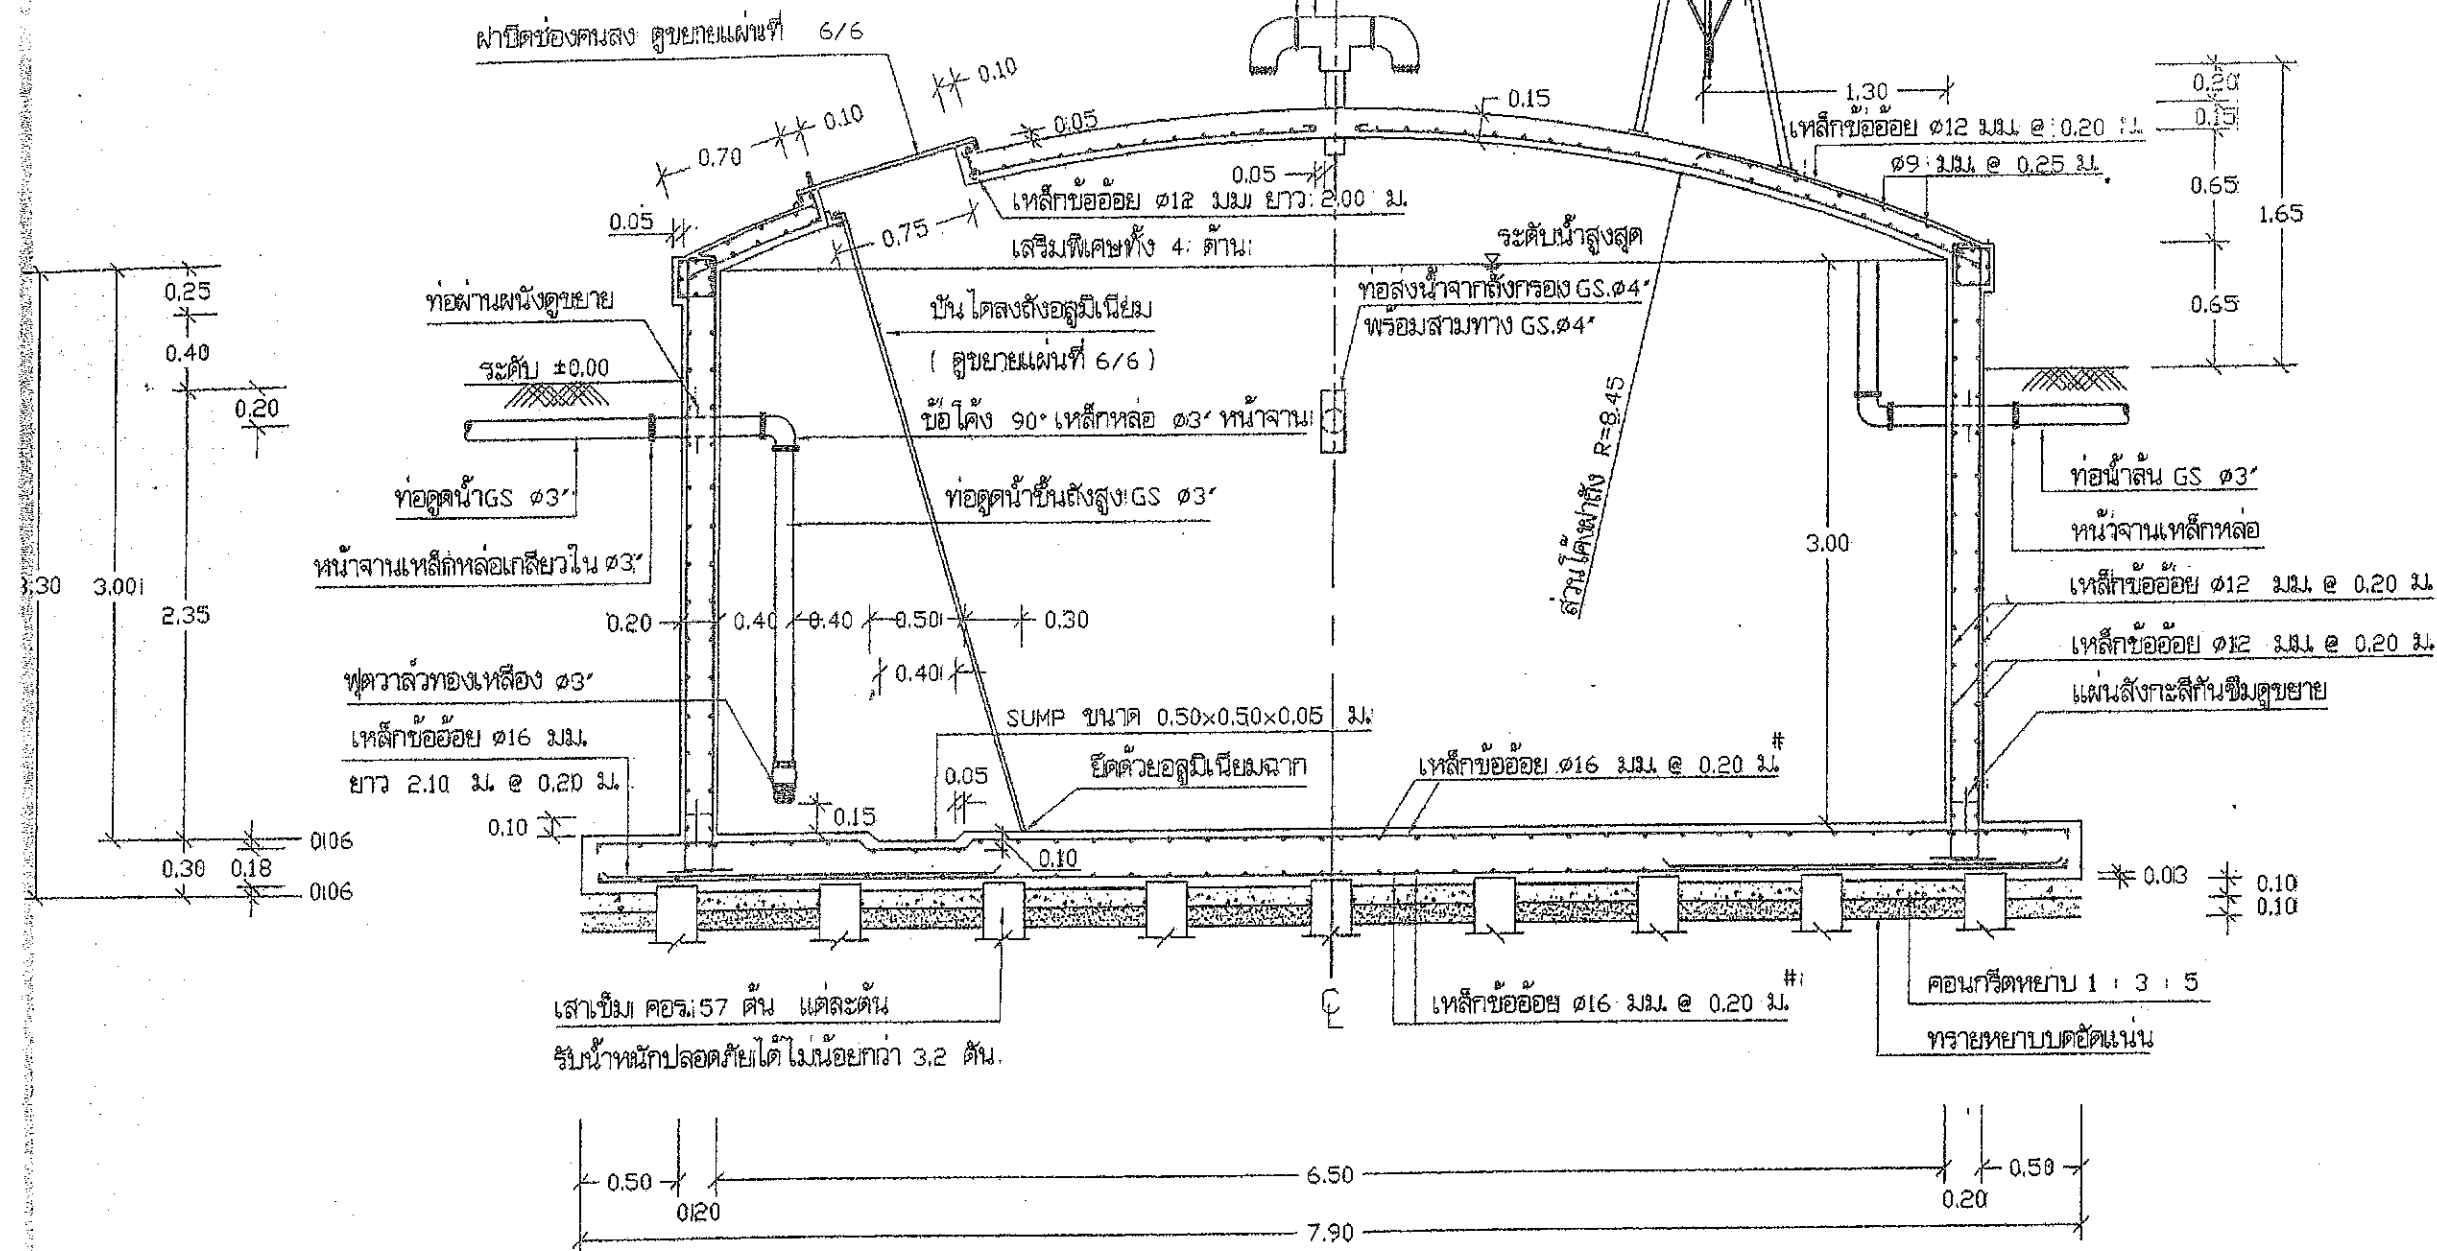 ฝาปิดช่องคนลง ดูขยายแผ่นที่ 6/6
0.10
0.10
0.70
0.05
0.15
1.30
0.20
0.15
เหล็กข้ออ้อย ø12 มม. @ 0.20 ม.
ø9 มม. @ 0.25 ม.
0.65
1.65
0.05
เหล็กข้ออ้อย ø12 มม. ยาว 2.00 ม.
เสริมพิเศษทั้ง 4 ด้าน
0.05
0.75
ระดับน้ำสูงสุด
0.25
ท่อผ่านผนังดูขยาย
บันไดลงถังอลูมิเนียม
( ดูขยายแผ่นที่ 6/6 )
ท่อส่งน้ำจากถังกรอง GS.ø4"
พร้อมสามทาง GS.ø4"
0.65
0.40
ระดับ ±0.00
0.20
ข้อโค้ง 90° เหล็กหล่อ ø3" หน้าจาน
ส่วนโค้งฝาถัง R=8.45
ท่อดูดน้ำGS ø3"
ท่อดูดน้ำขึ้นถังสูง GS ø3"
ท่อน้ำล้น GS ø3"
หน้าจานเหล็กหล่อ
หน้าจานเหล็กหล่อเกลียวใน ø3"
3.00
.30
3.00
2.35
เหล็กข้ออ้อย ø12 มม. @ 0.20 ม.
0.20
0.40
0.40
0.50
0.30
0.40
เหล็กข้ออ้อย ø12 มม. @ 0.20 ม.
แผ่นสังกะสีกันซึมดูขยาย
ฟุตวาล์วทองเหลือง ø3"
SUMP ขนาด 0.50x0.50x0.05 ม.
เหล็กข้ออ้อย ø16 มม.
ยาว 2.10 ม. @ 0.20 ม.
0.05
ยึดด้วยอลูมิเนียมฉาก
เหล็กข้ออ้อย ø16 มม. @ 0.20 ม.#
0.10
0.15
0.06
0.30
0.18
0.06
0.10
0.03
0.10
0.10
เสาเข็ม คอร.57 ต้น แต่ละต้น
รับน้ำหนักปลอดภัยได้ไม่น้อยกว่า 3.2 ตัน.
เหล็กข้ออ้อย ø16 มม. @ 0.20 ม.#
คอนกรีตหยาบ 1 : 3 : 5
ทรายหยาบบดอัดแน่น
0.50
0.20
6.50
0.20
0.50
7.90